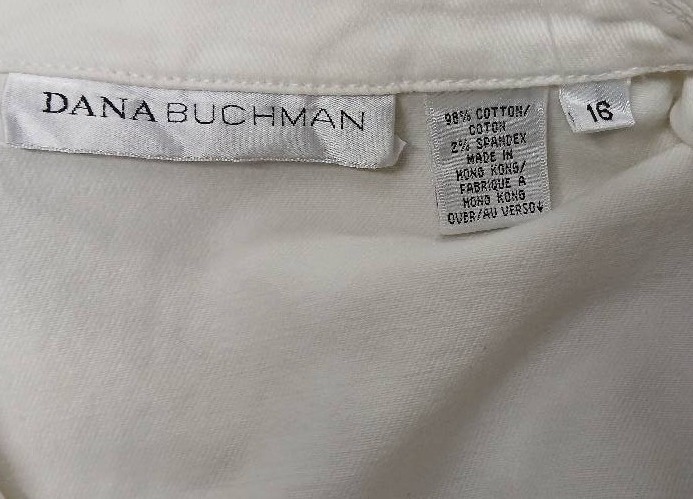 DANA BUCHMAN
98% COTTON/
COTON
2% SPANDEX
MADE IN
HONG KONG/
FABRIQUE A
HONG KONG
OVER/AU VERSO↓
16